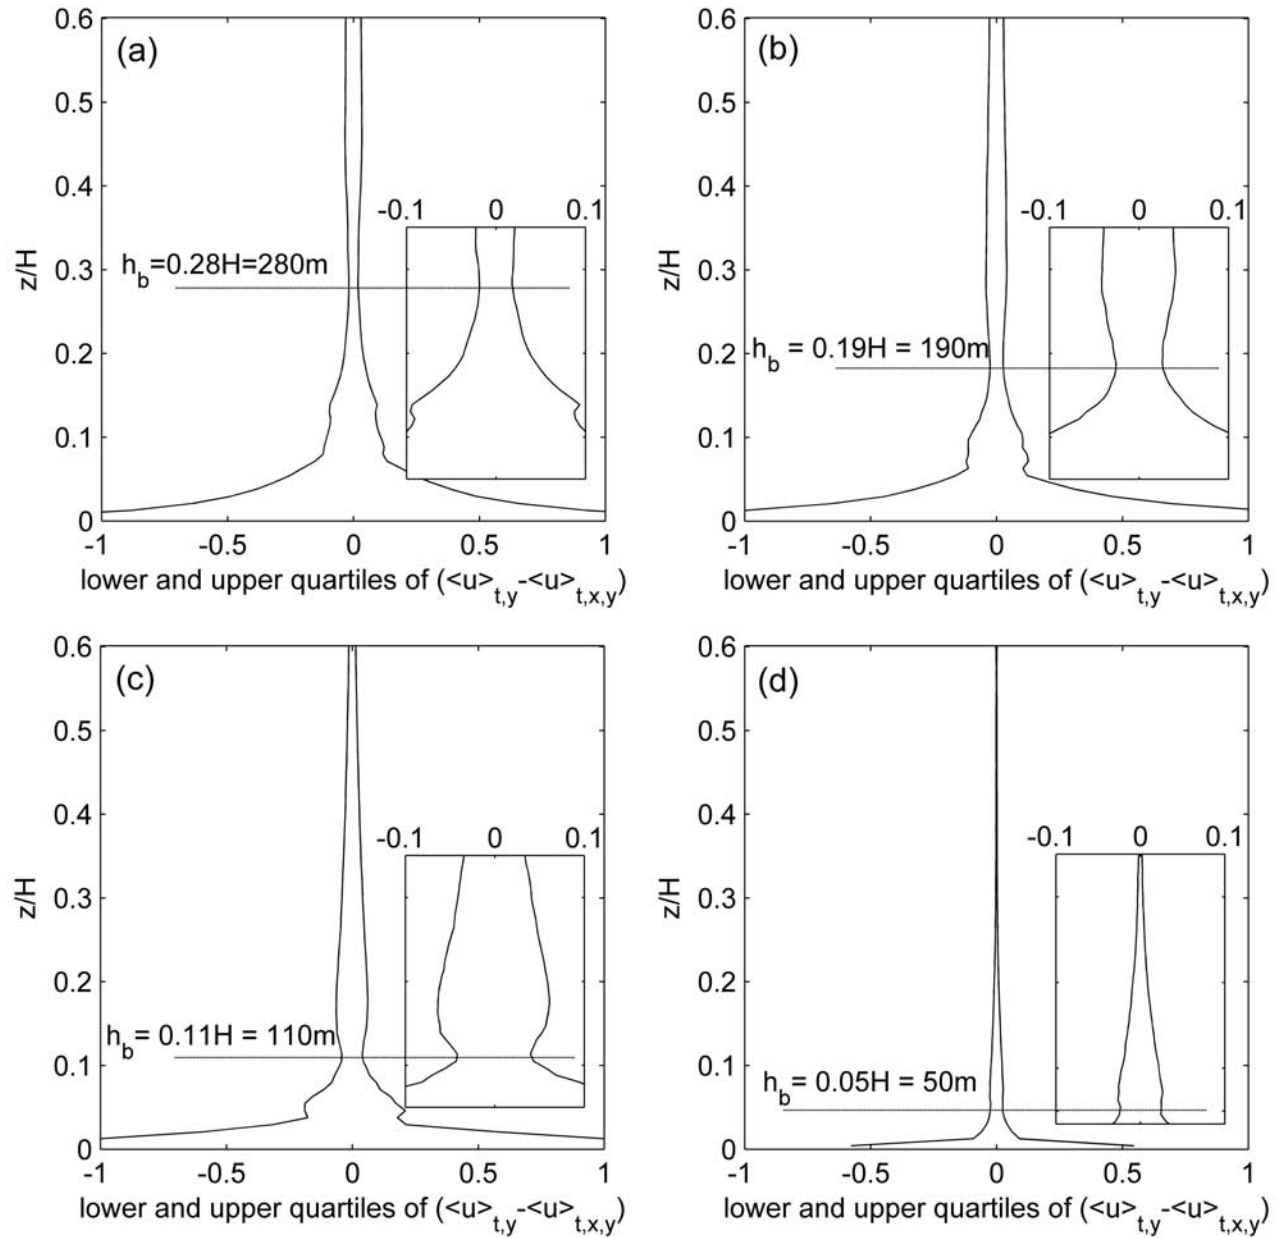 (a)
0.6
0.5
0.4
0.3
0.2
0.1
0
z/H
h_b=0.28H=280m
-0.1 0 0.1
-1 -0.5 0 0.5 1
lower and upper quartiles of (<u>_t,y-<u>_t,x,y)
(b)
0.6
0.5
0.4
0.3
0.2
0.1
0
z/H
h_b = 0.19H = 190m
-0.1 0 0.1
-1 -0.5 0 0.5 1
lower and upper quartiles of (<u>_t,y-<u>_t,x,y)
(c)
0.6
0.5
0.4
0.3
0.2
0.1
0
z/H
h_b= 0.11H = 110m
-0.1 0 0.1
-1 -0.5 0 0.5 1
lower and upper quartiles of (<u>_t,y-<u>_t,x,y)
(d)
0.6
0.5
0.4
0.3
0.2
0.1
0
z/H
h_b= 0.05H = 50m
-0.1 0 0.1
-1 -0.5 0 0.5 1
lower and upper quartiles of (<u>_t,y-<u>_t,x,y)